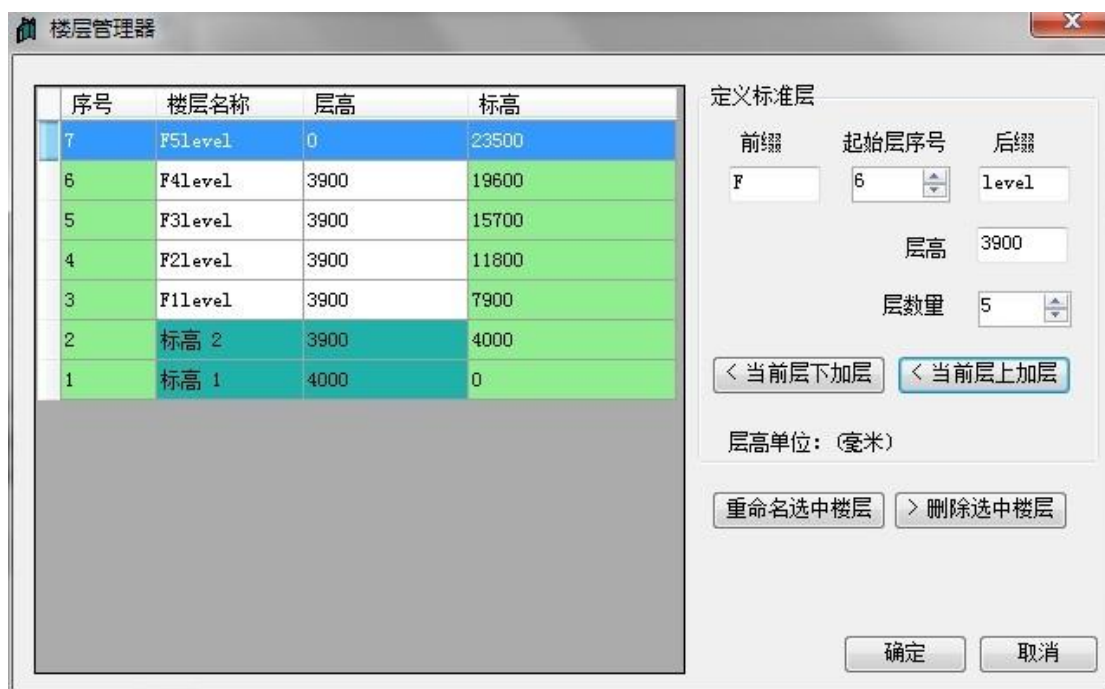 楼层管理器
序号 楼层名称 层高 标高
7 F5level 0 23500
6 F4level 3900 19600
5 F3level 3900 15700
4 F2level 3900 11800
3 F1level 3900 7900
2 标高 2 3900 4000
1 标高 1 4000 0
定义标准层
前缀 起始层序号 后缀
F 6 level
层高 3900
层数量 5
< 当前层下加层 < 当前层上加层
层高单位：（毫米）
重命名选中楼层 > 删除选中楼层
确定 取消